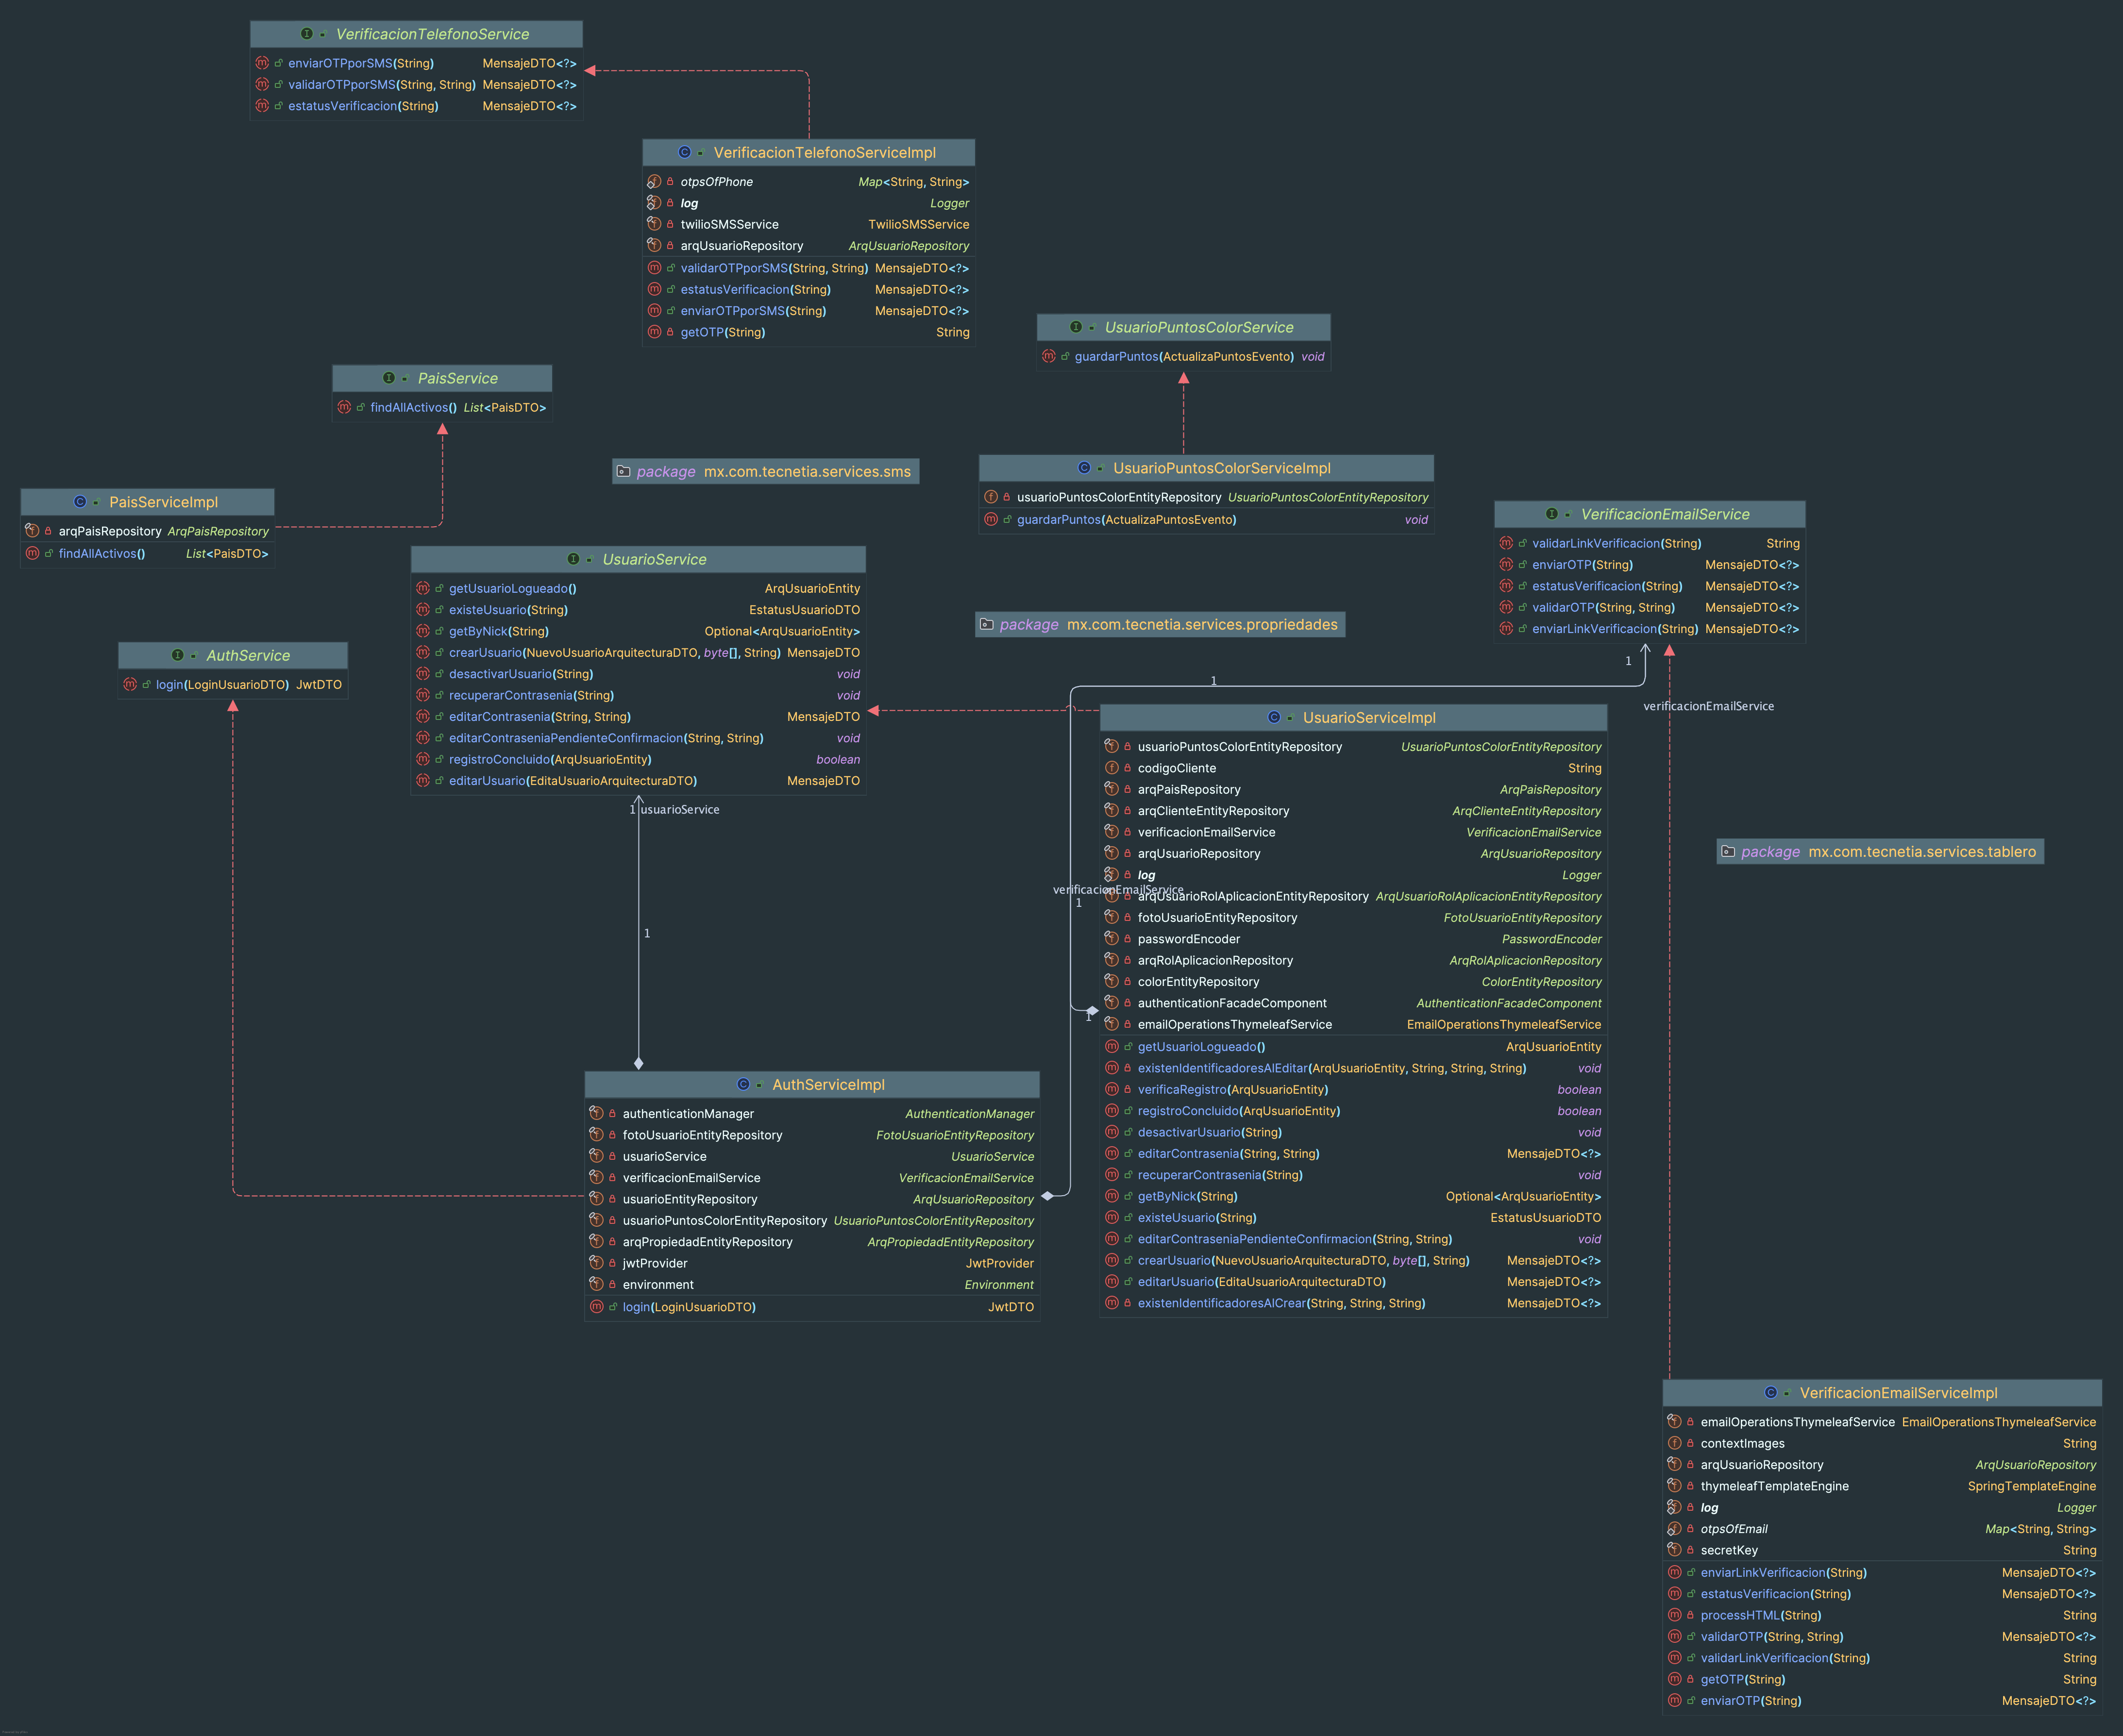 VerificacionTelefonoService
enviarOTPporSMS(String) MensajeDTO<?>
validarOTPporSMS(String, String) MensajeDTO<?>
estatusVerificacion(String) MensajeDTO<?>
VerificacionTelefonoServiceImpl
otpsOfPhone Map<String, String>
log Logger
twilioSMSService TwilioSMSService
arqUsuarioRepository ArqUsuarioRepository
validarOTPporSMS(String, String) MensajeDTO<?>
estatusVerificacion(String) MensajeDTO<?>
enviarOTPporSMS(String) MensajeDTO<?>
getOTP(String) String
UsuarioPuntosColorService
guardarPuntos(ActualizaPuntosEvento) void
PaisService
findAllActivos() List<PaisDTO>
package mx.com.tecnetia.services.sms
UsuarioPuntosColorServiceImpl
usuarioPuntosColorEntityRepository UsuarioPuntosColorEntityRepository
guardarPuntos(ActualizaPuntosEvento) void
PaisServiceImpl
arqPaisRepository ArqPaisRepository
findAllActivos() List<PaisDTO>
VerificacionEmailService
validarLinkVerificacion(String) String
enviarOTP(String) MensajeDTO<?>
estatusVerificacion(String) MensajeDTO<?>
validarOTP(String, String) MensajeDTO<?>
enviarLinkVerificacion(String) MensajeDTO<?>
UsuarioService
getUsuarioLogueado() ArqUsuarioEntity
existeUsuario(String) EstatusUsuarioDTO
getByNick(String) Optional<ArqUsuarioEntity>
crearUsuario(NuevoUsuarioArquitecturaDTO, byte[], String) MensajeDTO
desactivarUsuario(String) void
recuperarContrasenia(String) void
editarContrasenia(String, String) MensajeDTO
editarContraseniaPendienteConfirmacion(String, String) void
registroConcluido(ArqUsuarioEntity) boolean
editarUsuario(EditaUsuarioArquitecturaDTO) MensajeDTO
package mx.com.tecnetia.services.propriedades
AuthService
login(LoginUsuarioDTO) JwtDTO
1
1
verificacionEmailService
UsuarioServiceImpl
usuarioPuntosColorEntityRepository UsuarioPuntosColorEntityRepository
codigoCliente String
arqPaisRepository ArqPaisRepository
arqClienteEntityRepository ArqClienteEntityRepository
verificacionEmailService VerificacionEmailService
arqUsuarioRepository ArqUsuarioRepository
log Logger
arqUsuarioRolAplicacionEntityRepository ArqUsuarioRolAplicacionEntityRepository
fotoUsuarioEntityRepository FotoUsuarioEntityRepository
passwordEncoder PasswordEncoder
arqRolAplicacionRepository ArqRolAplicacionRepository
colorEntityRepository ColorEntityRepository
authenticationFacadeComponent AuthenticationFacadeComponent
emailOperationsThymeleafService EmailOperationsThymeleafService
getUsuarioLogueado() ArqUsuarioEntity
existenIdentificadoresAlEditar(ArqUsuarioEntity, String, String, String) void
verificaRegistro(ArqUsuarioEntity) boolean
registroConcluido(ArqUsuarioEntity) boolean
desactivarUsuario(String) void
editarContrasenia(String, String) MensajeDTO<?>
recuperarContrasenia(String) void
getByNick(String) Optional<ArqUsuarioEntity>
existeUsuario(String) EstatusUsuarioDTO
editarContraseniaPendienteConfirmacion(String, String) void
crearUsuario(NuevoUsuarioArquitecturaDTO, byte[], String) MensajeDTO<?>
editarUsuario(EditaUsuarioArquitecturaDTO) MensajeDTO<?>
existenIdentificadoresAlCrear(String, String, String) MensajeDTO<?>
1 usuarioService
package mx.com.tecnetia.services.tablero
verificacionEmailService
1
1
1
AuthServiceImpl
authenticationManager AuthenticationManager
fotoUsuarioEntityRepository FotoUsuarioEntityRepository
usuarioService UsuarioService
verificacionEmailService VerificacionEmailService
usuarioEntityRepository ArqUsuarioRepository
usuarioPuntosColorEntityRepository UsuarioPuntosColorEntityRepository
arqPropiedadEntityRepository ArqPropiedadEntityRepository
jwtProvider JwtProvider
environment Environment
login(LoginUsuarioDTO) JwtDTO
VerificacionEmailServiceImpl
emailOperationsThymeleafService EmailOperationsThymeleafService
contextImages String
arqUsuarioRepository ArqUsuarioRepository
thymeleafTemplateEngine SpringTemplateEngine
log Logger
otpsOfEmail Map<String, String>
secretKey String
enviarLinkVerificacion(String) MensajeDTO<?>
estatusVerificacion(String) MensajeDTO<?>
processHTML(String) String
validarOTP(String, String) MensajeDTO<?>
validarLinkVerificacion(String) String
getOTP(String) String
enviarOTP(String) MensajeDTO<?>